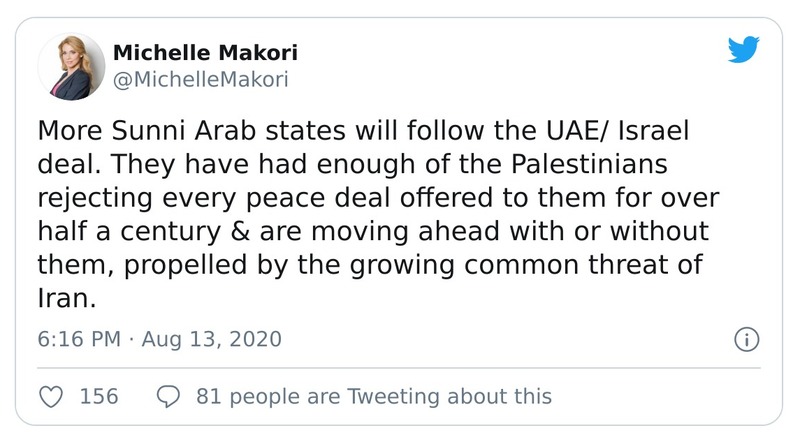 Michelle Makori
@MichelleMakori
More Sunni Arab states will follow the UAE/ Israel
deal. They have had enough of the Palestinians
rejecting every peace deal offered to them for over
half a century & are moving ahead with or without
them, propelled by the growing common threat of
Iran.
6:16 PM · Aug 13, 2020
156 81 people are Tweeting about this